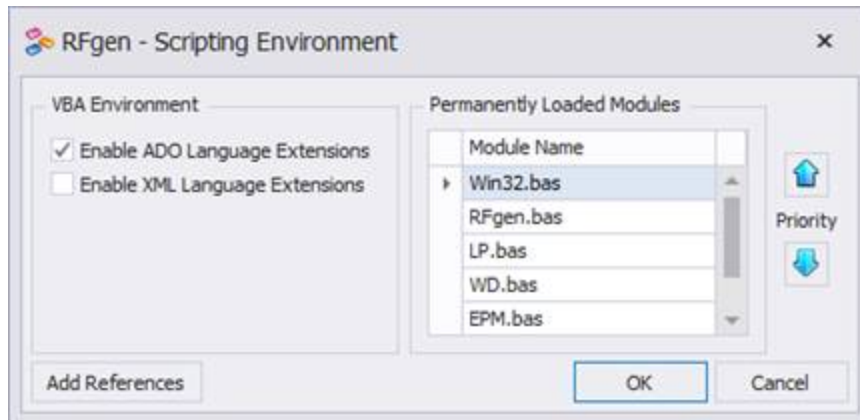 RFgen - Scripting Environment
VBA Environment
Enable ADO Language Extensions
Enable XML Language Extensions
Permanently Loaded Modules
Module Name
Win32.bas
RFgen.bas
LP.bas
WD.bas
EPM.bas
Priority
Add References
OK
Cancel